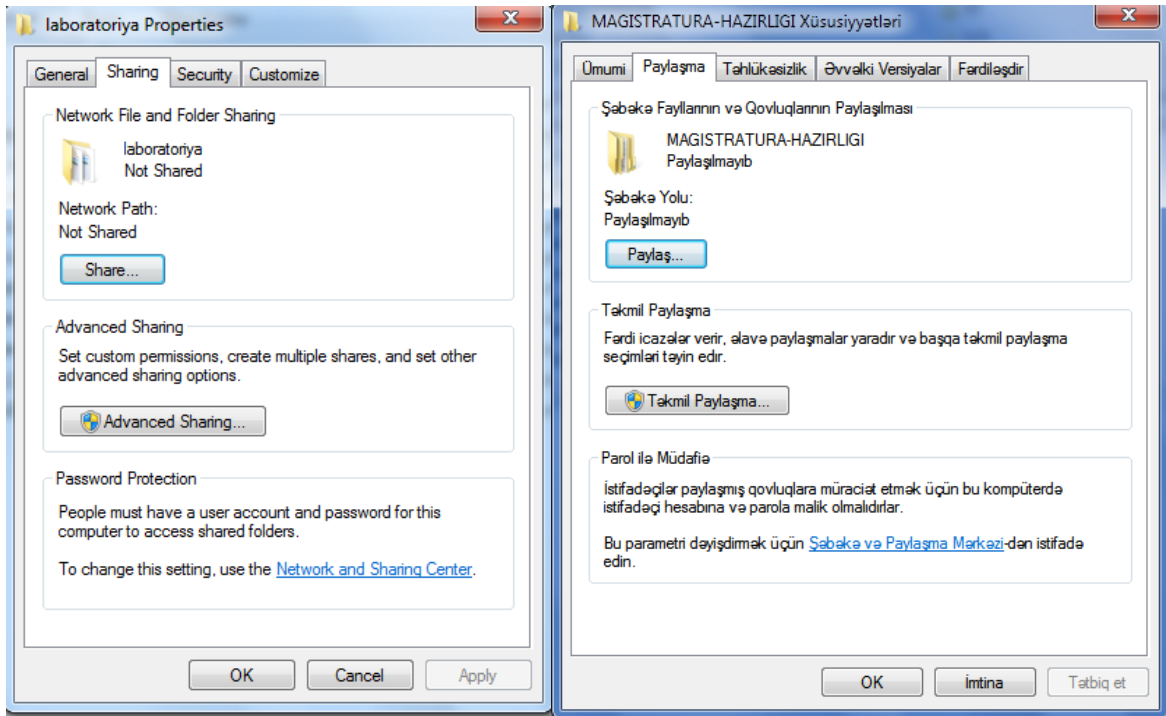 laboratoriya Properties
General
Sharing
Security
Customize
Network File and Folder Sharing
laboratoriya
Not Shared
Network Path:
Not Shared
Share...
Advanced Sharing
Set custom permissions, create multiple shares, and set other
advanced sharing options.
Advanced Sharing...
Password Protection
People must have a user account and password for this
computer to access shared folders.
To change this setting, use the Network and Sharing Center.
OK
Cancel
Apply
MAGISTRATURA-HAZIRLIGI Xüsusiyyətləri
Ümumi
Paylaşma
Təhlükəsizlik
Əvvəlki Versiyalar
Fərdiləşdir
Şəbəkə Fayllarının və Qovluqlarının Paylaşılması
MAGISTRATURA-HAZIRLIGI
Paylaşılmayıb
Şəbəkə Yolu:
Paylaşılmayıb
Paylaş...
Təkmil Paylaşma
Fərdi icazələr verir, əlavə paylaşmalar yaradır və başqa təkmil paylaşma
seçimləri təyin edır.
Təkmil Paylaşma...
Parol ilə Müdafiə
İstifadəçilər paylaşmış qovluqlara müraciət etmək üçün bu kompüterdə
istifadəçi hesabına və parola malik olmalıdırlar.
Bu parametri dəyişdirmək üçün Şəbəkə və Paylaşma Mərkəzi-dən istifadə
edin.
OK
İmtina
Tətbiq et